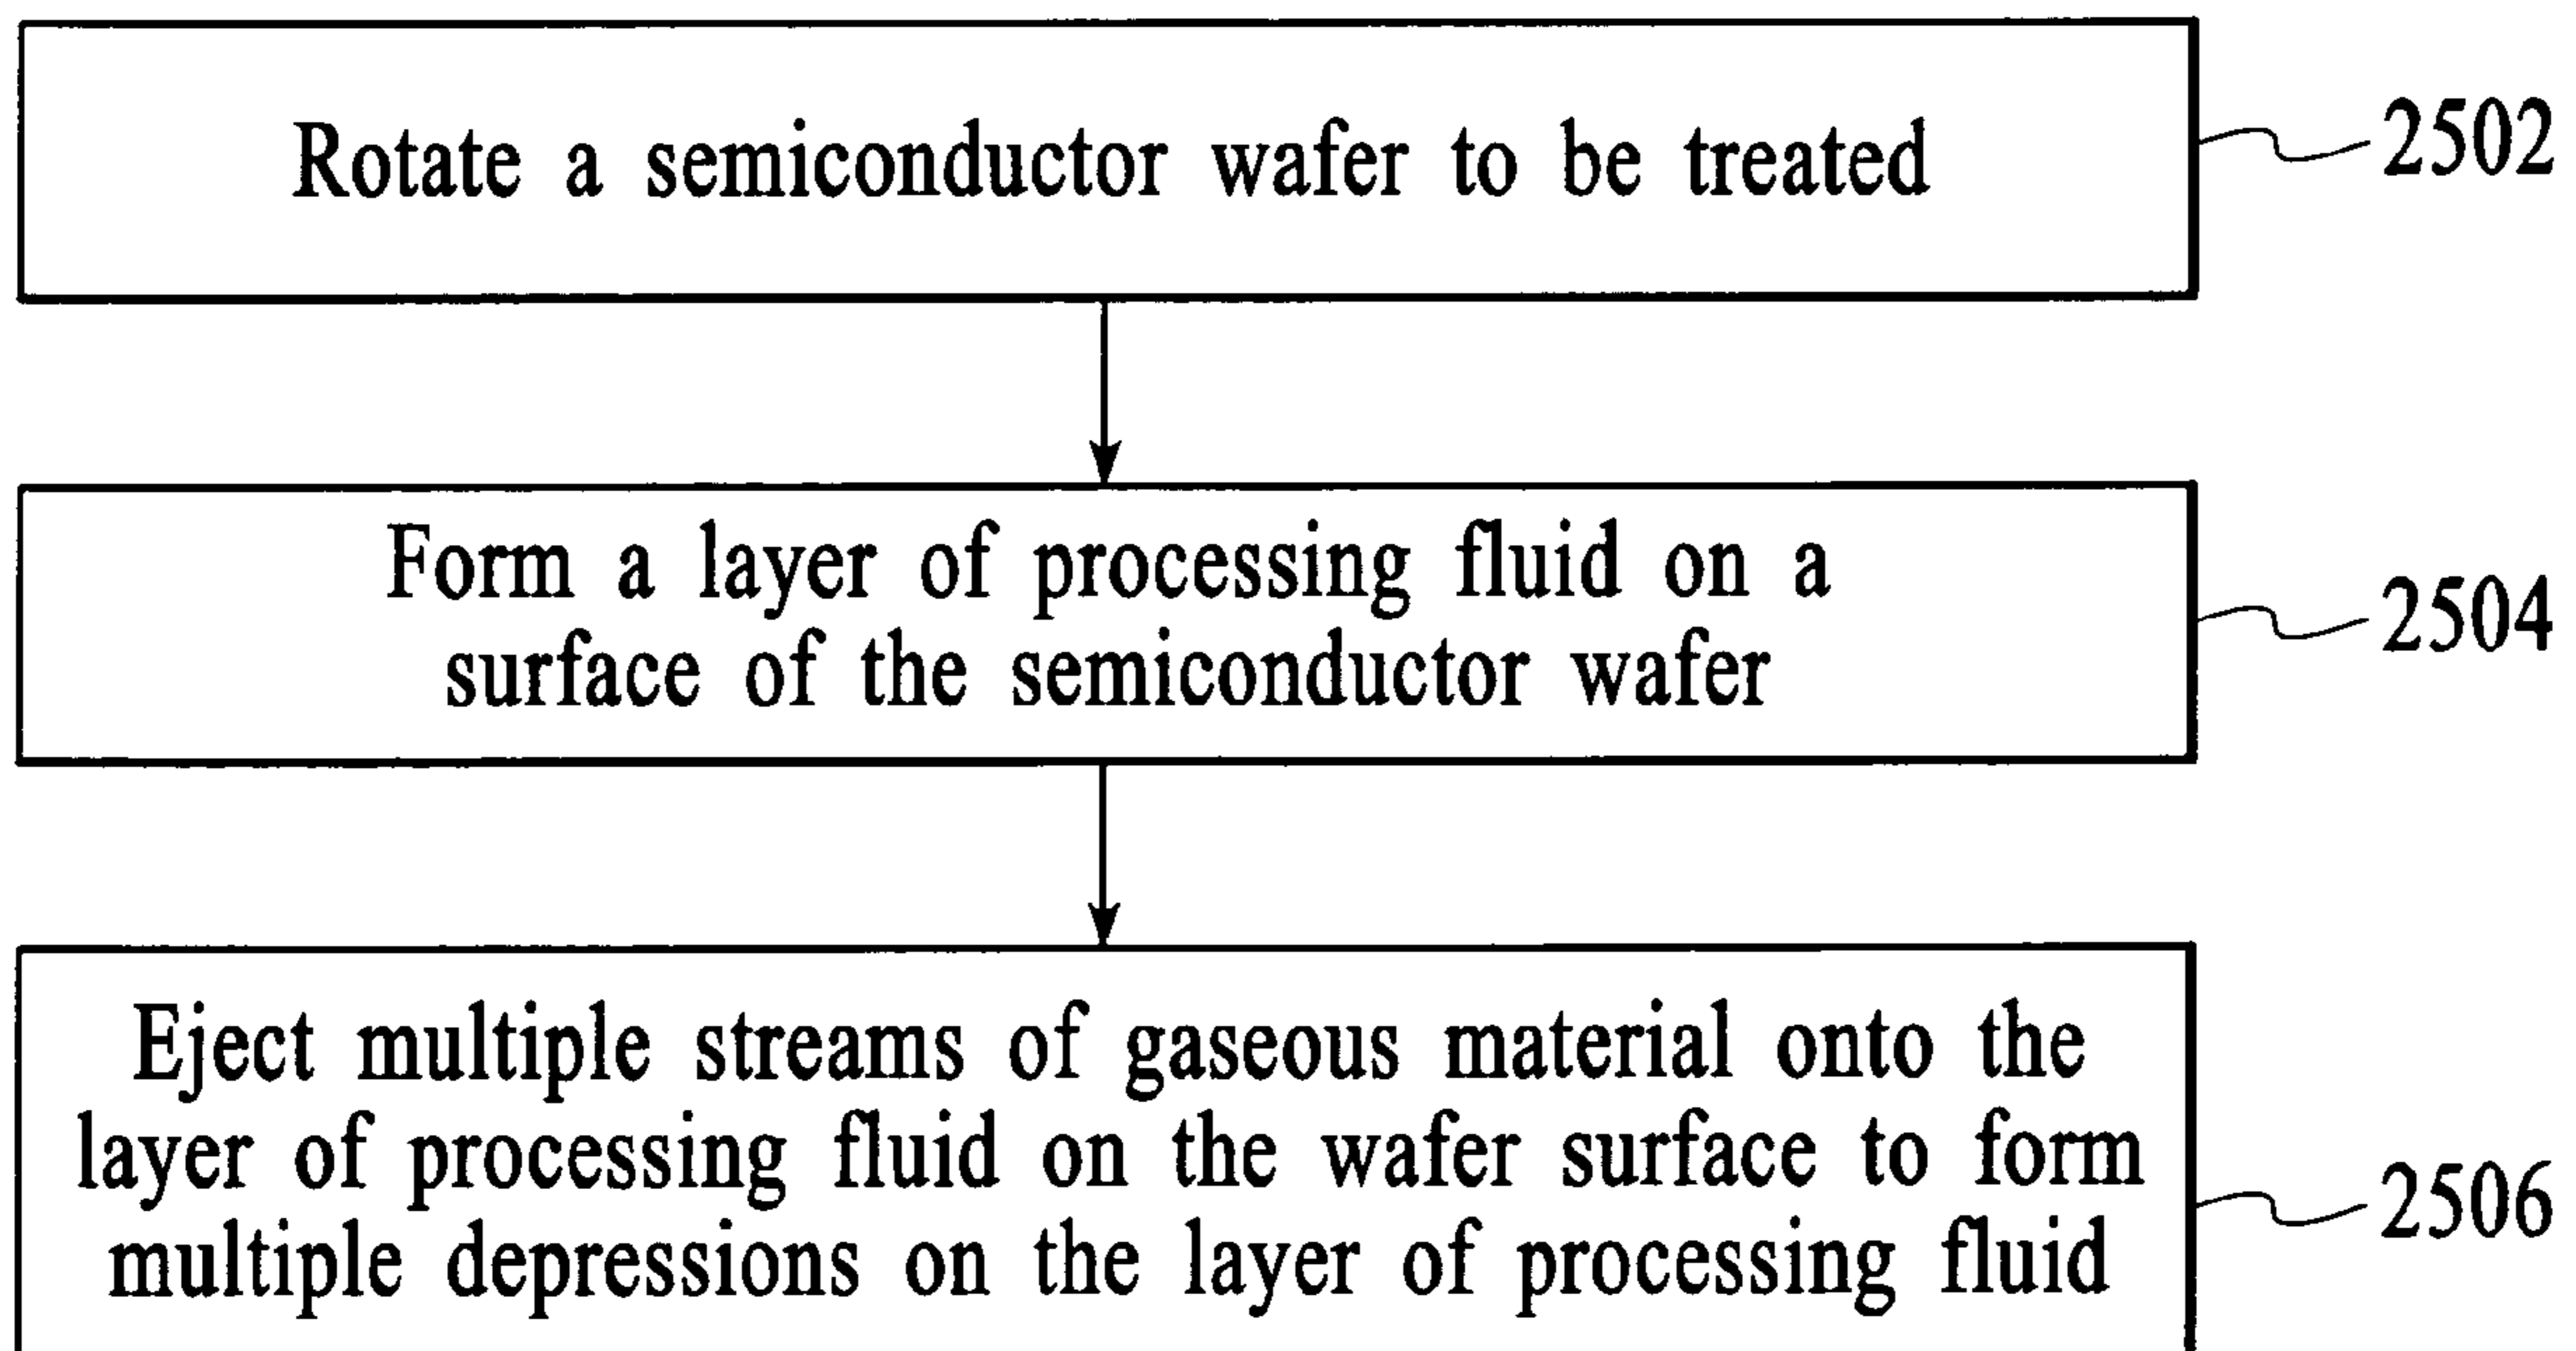 Rotate a semiconductor wafer to be treated
2502
Form a layer of processing fluid on a
surface of the semiconductor wafer
2504
Eject multiple streams of gaseous material onto the
layer of processing fluid on the wafer surface to form
multiple depressions on the layer of processing fluid
2506